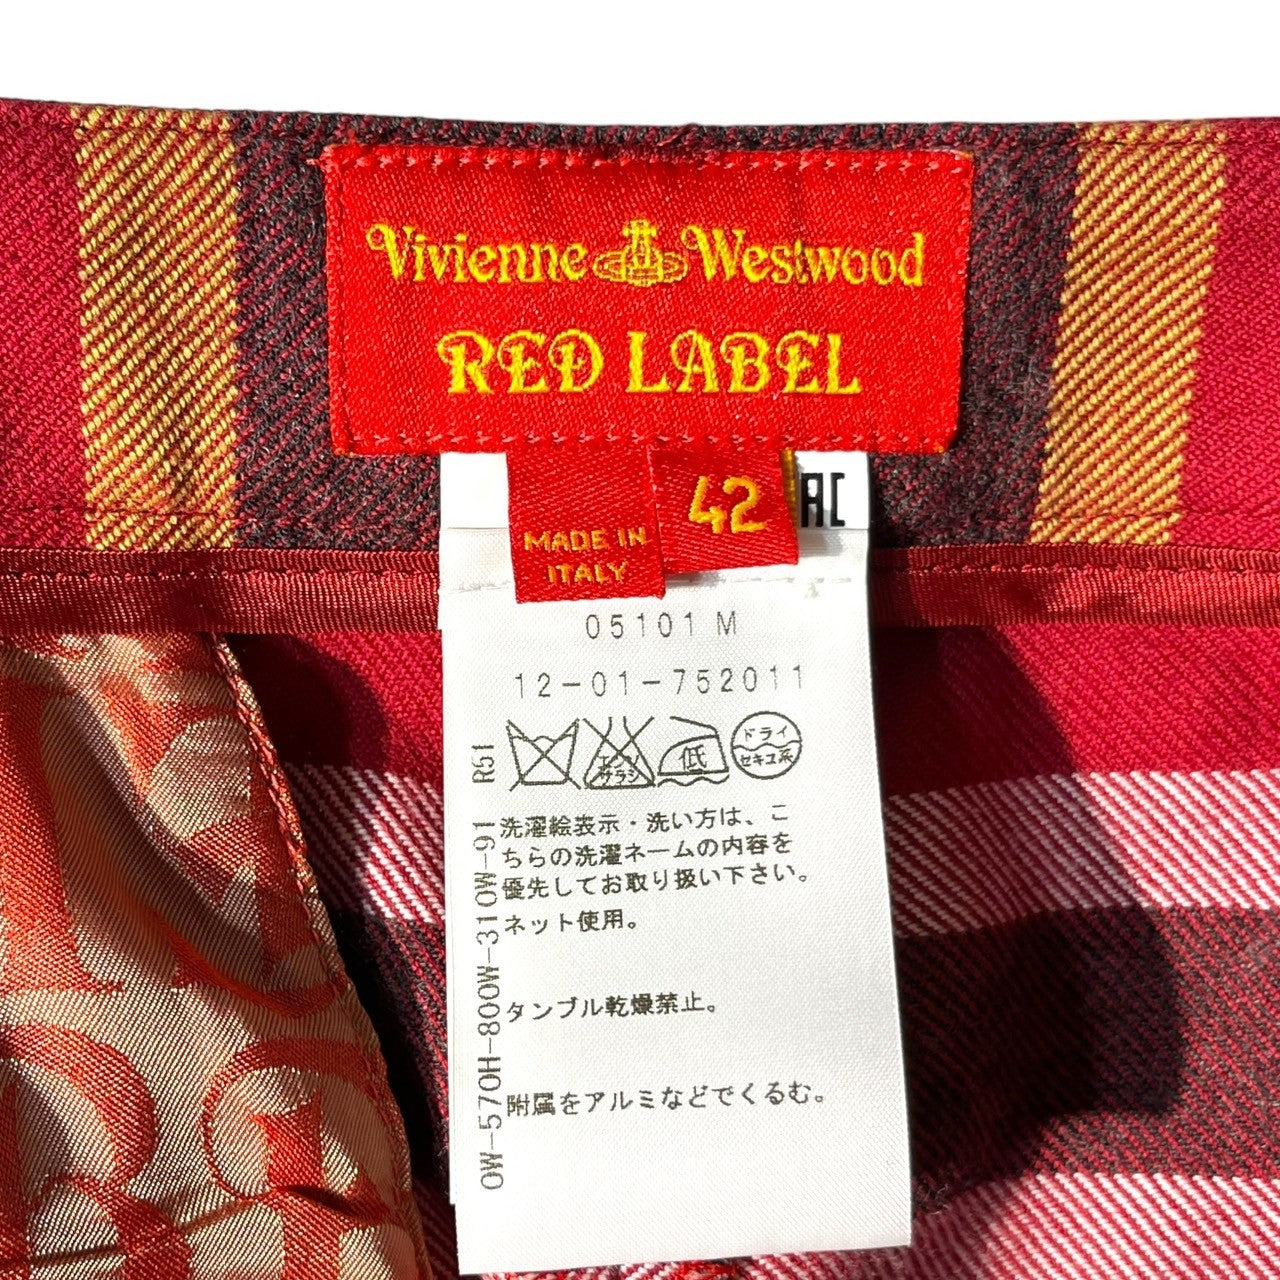 Vivienne Westwood
RED LABEL
MADE IN
ITALY
42
05101 M
12-01-752011
エンソ
サラシ
低
ドライ
セキユ系
洗濯絵表示・洗い方は、こ
ちらの洗濯ネームの内容を
優先してお取り扱い下さい。
ネット使用。
タンブル乾燥禁止。
附属をアルミなどでくるむ。
OW-570H-800W-310W-91 R51